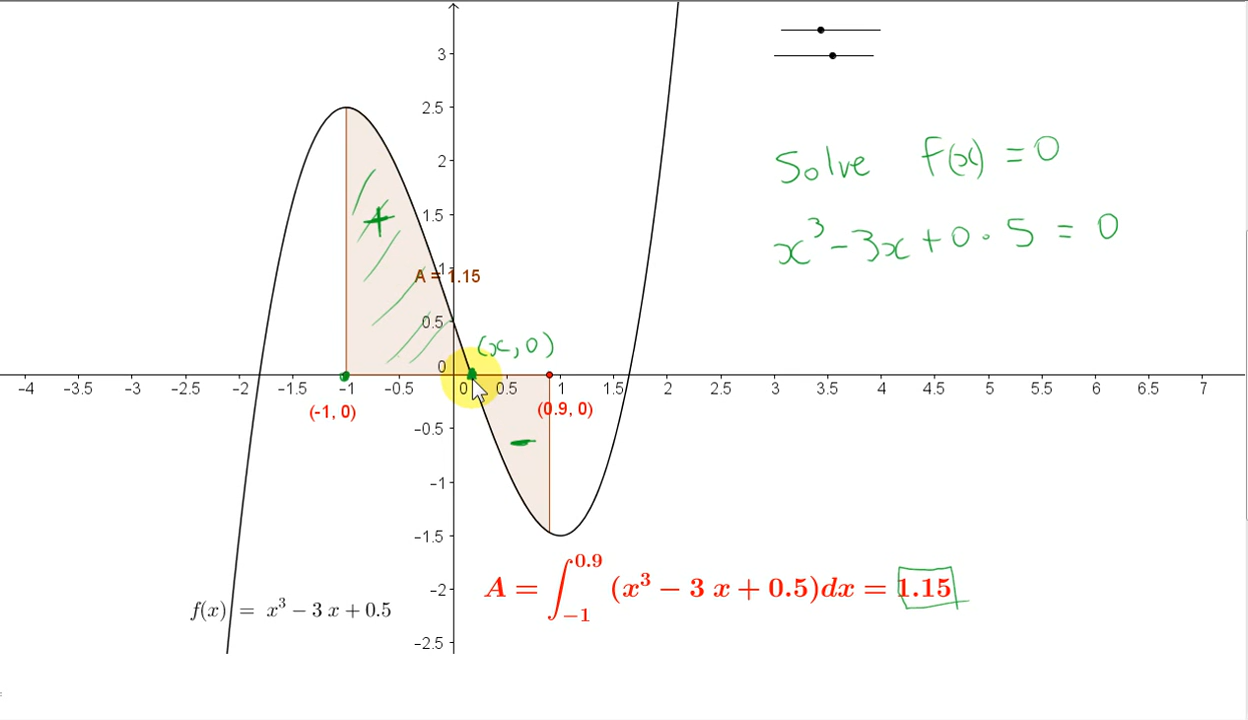 3
2.5
2
1.5
1
A = 1.15
0.5
0
-4 -3.5 -3 -2.5 -2 -1.5 -1 -0.5 0 0.5 1 1.5 2 2.5 3 3.5 4 4.5 5 5.5 6 6.5 7
-0.5
-1
-1.5
-2
-2.5
Solve f(x) = 0
x³ - 3x + 0.5 = 0
+
(x, 0)
(-1, 0)
(0.9, 0)
-
A = ∫_{-1}^{0.9} (x³ − 3 x + 0.5)dx = 1.15
f(x) = x³ − 3 x + 0.5